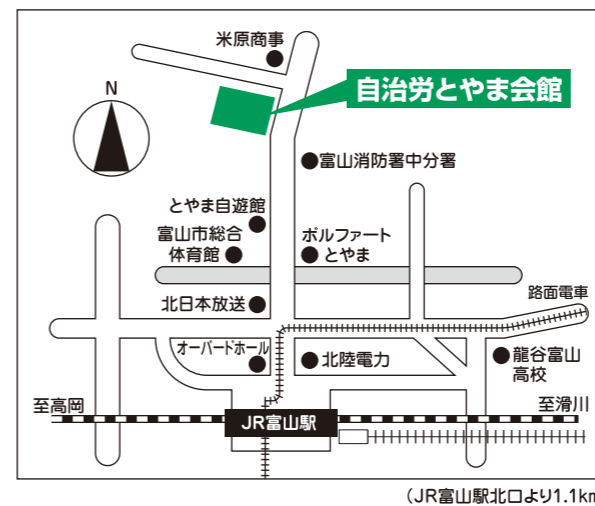 米原商事
自治労とやま会館
N
富山消防署中分署
とやま自遊館
富山市総合
体育館
ボルファート
とやま
路面電車
北日本放送
オーバードホール
北陸電力
龍谷富山
高校
至高岡
至滑川
JR富山駅
(JR富山駅北口より1.1km